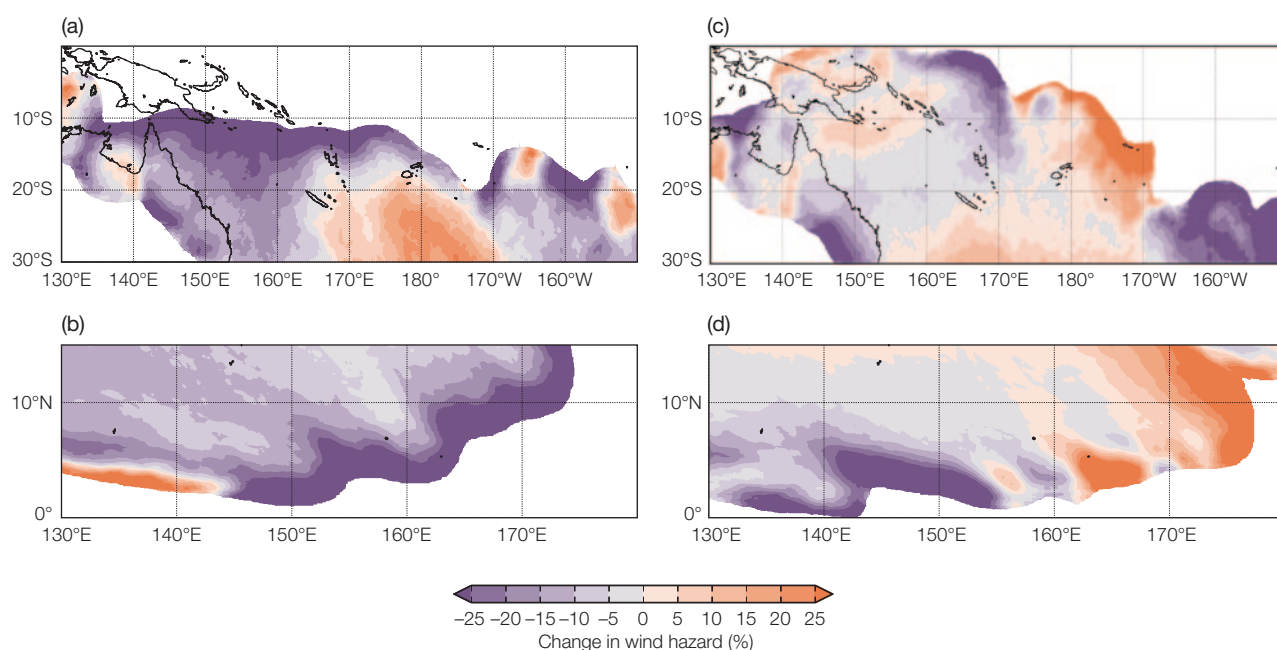 (a)
10°S
20°S
30°S
130°E 140°E 150°E 160°E 170°E 180° 170°W 160°W
(c)
10°S
20°S
30°S
130°E 140°E 150°E 160°E 170°E 180° 170°W 160°W
(b)
10°N
0°
130°E 140°E 150°E 160°E 170°E
(d)
10°N
0°
130°E 140°E 150°E 160°E 170°E
−25 −20 −15 −10 −5 0 5 10 15 20 25
Change in wind hazard (%)